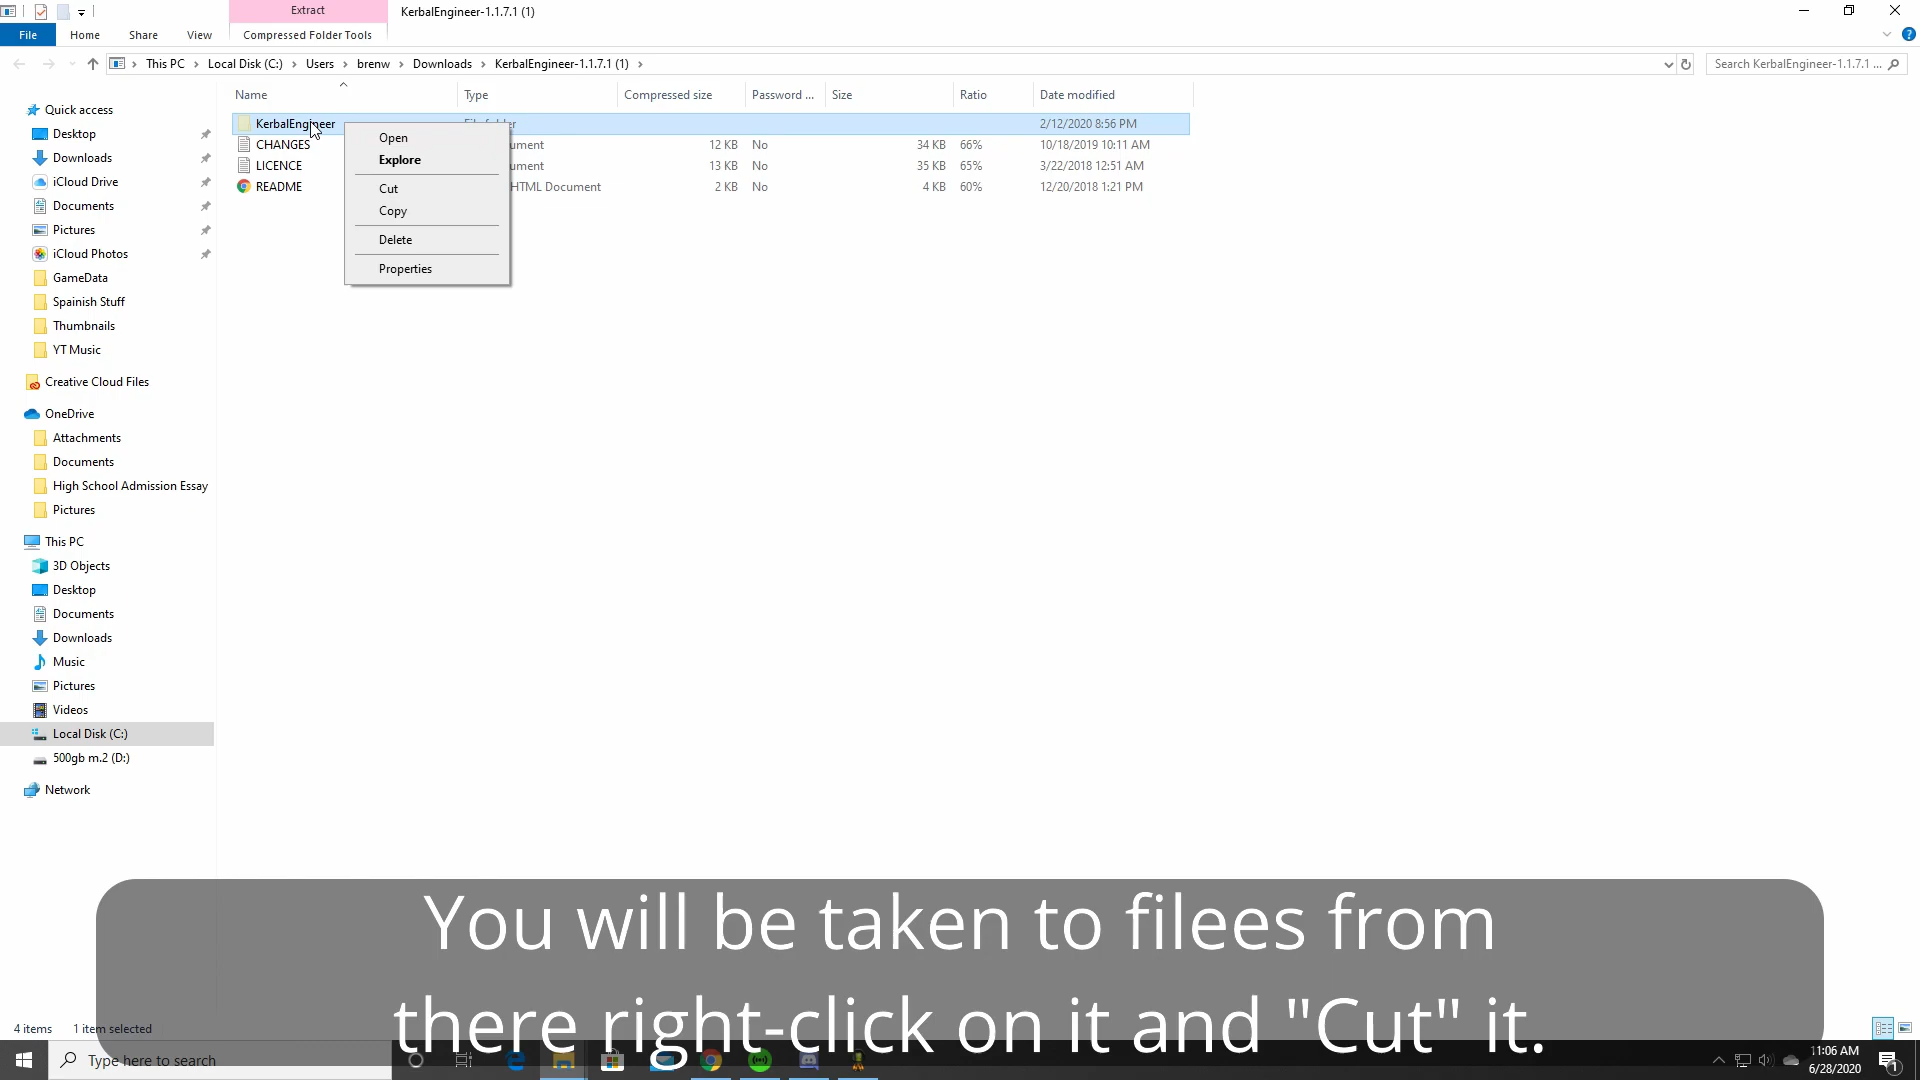 Extract
KerbalEngineer-1.1.7.1 (1)
File Home Share View Compressed Folder Tools
This PC Local Disk (C:) Users brenw Downloads KerbalEngineer-1.1.7.1 (1)
Search KerbalEngineer-1.1.7.1 ...
Name Type Compressed size Password ... Size Ratio Date modified
KerbalEngineer 2/12/2020 8:56 PM
CHANGES ument 12 KB No 34 KB 66% 10/18/2019 10:11 AM
LICENCE ument 13 KB No 35 KB 65% 3/22/2018 12:51 AM
README HTML Document 2 KB No 4 KB 60% 12/20/2018 1:21 PM
Open
Explore
Cut
Copy
Delete
Properties
Quick access
Desktop
Downloads
iCloud Drive
Documents
Pictures
iCloud Photos
GameData
Spainish Stuff
Thumbnails
YT Music
Creative Cloud Files
OneDrive
Attachments
Documents
High School Admission Essay
Pictures
This PC
3D Objects
Desktop
Documents
Downloads
Music
Pictures
Videos
Local Disk (C:)
500gb m.2 (D:)
Network
You will be taken to filees from
there right-click on it and "Cut" it.
4 items 1 item selected
Type here to search
11:06 AM
6/28/2020
1